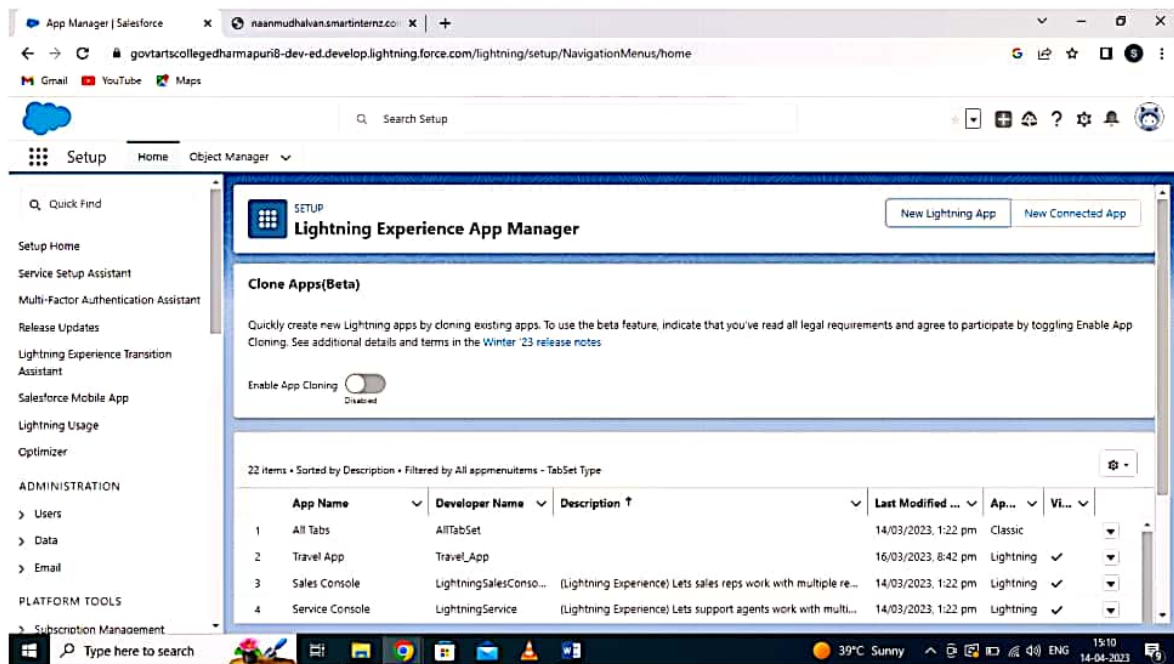 App Manager | Salesforce
naanmudhalvan.smartinternz.co
govtartscollegedharmapuri8-dev-ed.develop.lightning.force.com/lightning/setup/NavigationMenus/home
Gmail YouTube Maps
Search Setup
Setup Home Object Manager
Quick Find
Setup Home
Service Setup Assistant
Multi-Factor Authentication Assistant
Release Updates
Lightning Experience Transition
Assistant
Salesforce Mobile App
Lightning Usage
Optimizer
ADMINISTRATION
Users
Data
Email
PLATFORM TOOLS
Subscription Management
SETUP
Lightning Experience App Manager
New Lightning App New Connected App
Clone Apps(Beta)
Quickly create new Lightning apps by cloning existing apps. To use the beta feature, indicate that you've read all legal requirements and agree to participate by toggling Enable App
Cloning. See additional details and terms in the Winter '23 release notes
Enable App Cloning
Disabled
22 items • Sorted by Description • Filtered by All appmenuitems - TabSet Type
App Name Developer Name Description ↑ Last Modified ... Ap... Vi...
1 All Tabs AllTabSet 14/03/2023, 1:22 pm Classic
2 Travel App Travel_App 16/03/2023, 8:42 pm Lightning ✓
3 Sales Console LightningSalesConso... (Lightning Experience) Lets sales reps work with multiple re... 14/03/2023, 1:22 pm Lightning ✓
4 Service Console LightningService (Lightning Experience) Lets support agents work with multi... 14/03/2023, 1:22 pm Lightning ✓
Type here to search
39°C Sunny ENG
15:10
14-04-2023